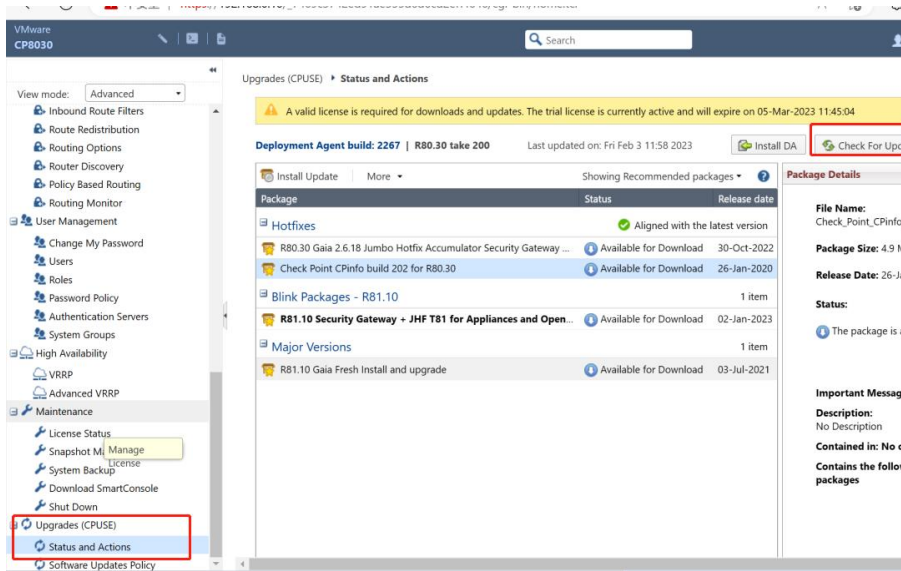 VMware
CP8030
Search
View mode: Advanced
Inbound Route Filters
Route Redistribution
Routing Options
Router Discovery
Policy Based Routing
Routing Monitor
User Management
Change My Password
Users
Roles
Password Policy
Authentication Servers
System Groups
High Availability
VRRP
Advanced VRRP
Maintenance
License Status
Snapshot Ma
Manage License
System Backup
Download SmartConsole
Shut Down
Upgrades (CPUSE)
Status and Actions
Software Updates Policy
Upgrades (CPUSE) Status and Actions
A valid license is required for downloads and updates. The trial license is currently active and will expire on 05-Mar-2023 11:45:04
Deployment Agent build: 2267 | R80.30 take 200 Last updated on: Fri Feb 3 11:58 2023 Install DA Check For Upd
Install Update More Showing Recommended packages
Package Status Release date
Hotfixes Aligned with the latest version
R80.30 Gaia 2.6.18 Jumbo Hotfix Accumulator Security Gateway ... Available for Download 30-Oct-2022
Check Point CPinfo build 202 for R80.30 Available for Download 26-Jan-2020
Blink Packages - R81.10 1 item
R81.10 Security Gateway + JHF T81 for Appliances and Open... Available for Download 02-Jan-2023
Major Versions 1 item
R81.10 Gaia Fresh Install and upgrade Available for Download 03-Jul-2021
Package Details
File Name:
Check_Point_CPinfo
Package Size: 4.9 M
Release Date: 26-J
Status:
The package is a
Important Messag
Description:
No Description
Contained in: No
Contains the follow
packages